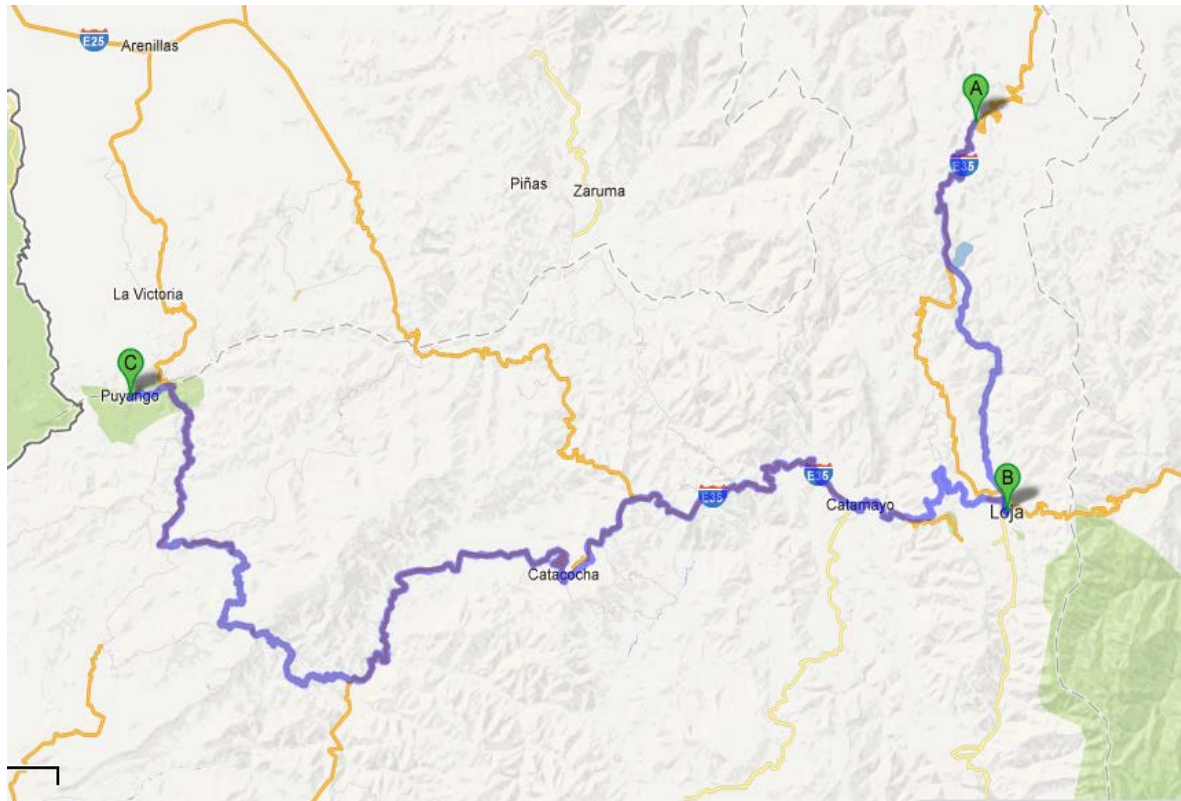 E25
Arenillas
A
E35
Piñas
Zaruma
La Victoria
C
Puyango
B
E35
E35
Catamayo
Loja
Catacocha